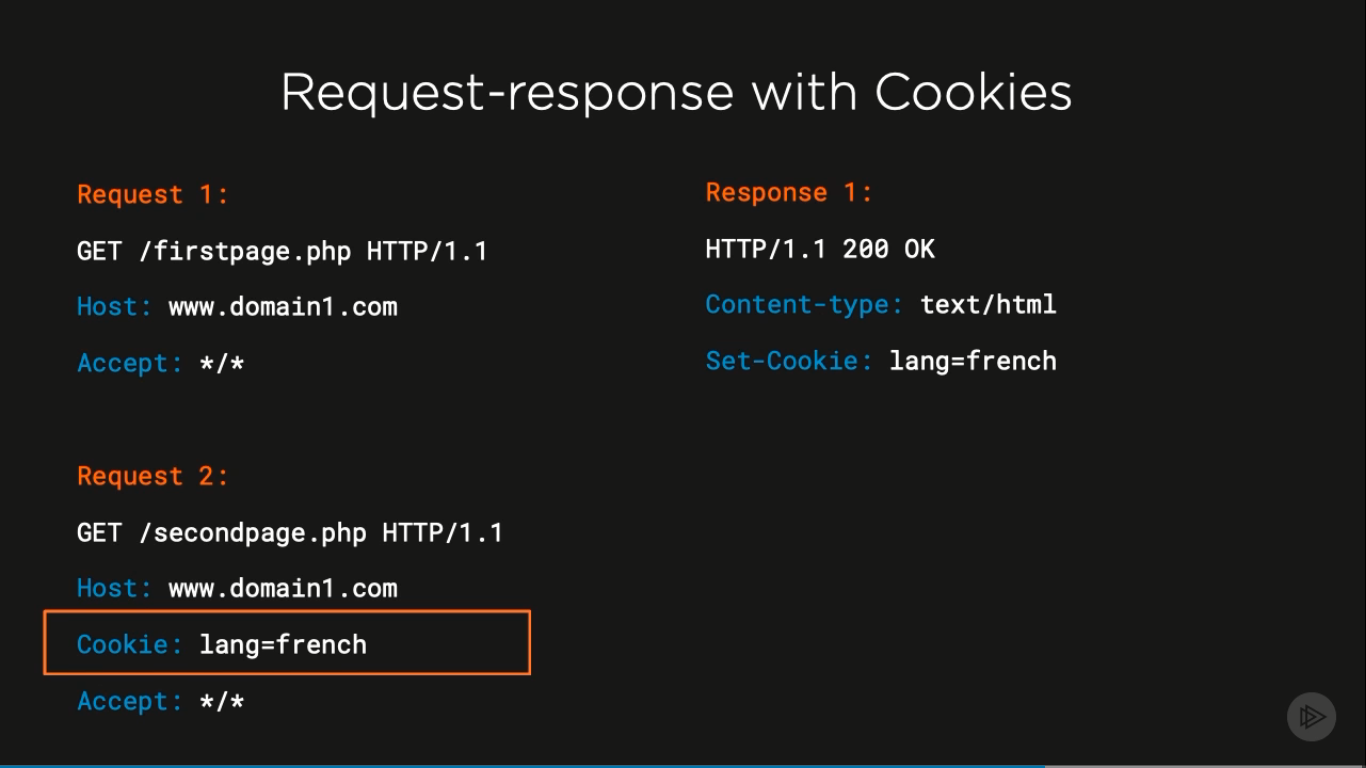 Request-response with Cookies
Request 1:
GET /firstpage.php HTTP/1.1
Host: www.domain1.com
Accept: */*
Response 1:
HTTP/1.1 200 OK
Content-type: text/html
Set-Cookie: lang=french
Request 2:
GET /secondpage.php HTTP/1.1
Host: www.domain1.com
Cookie: lang=french
Accept: */*